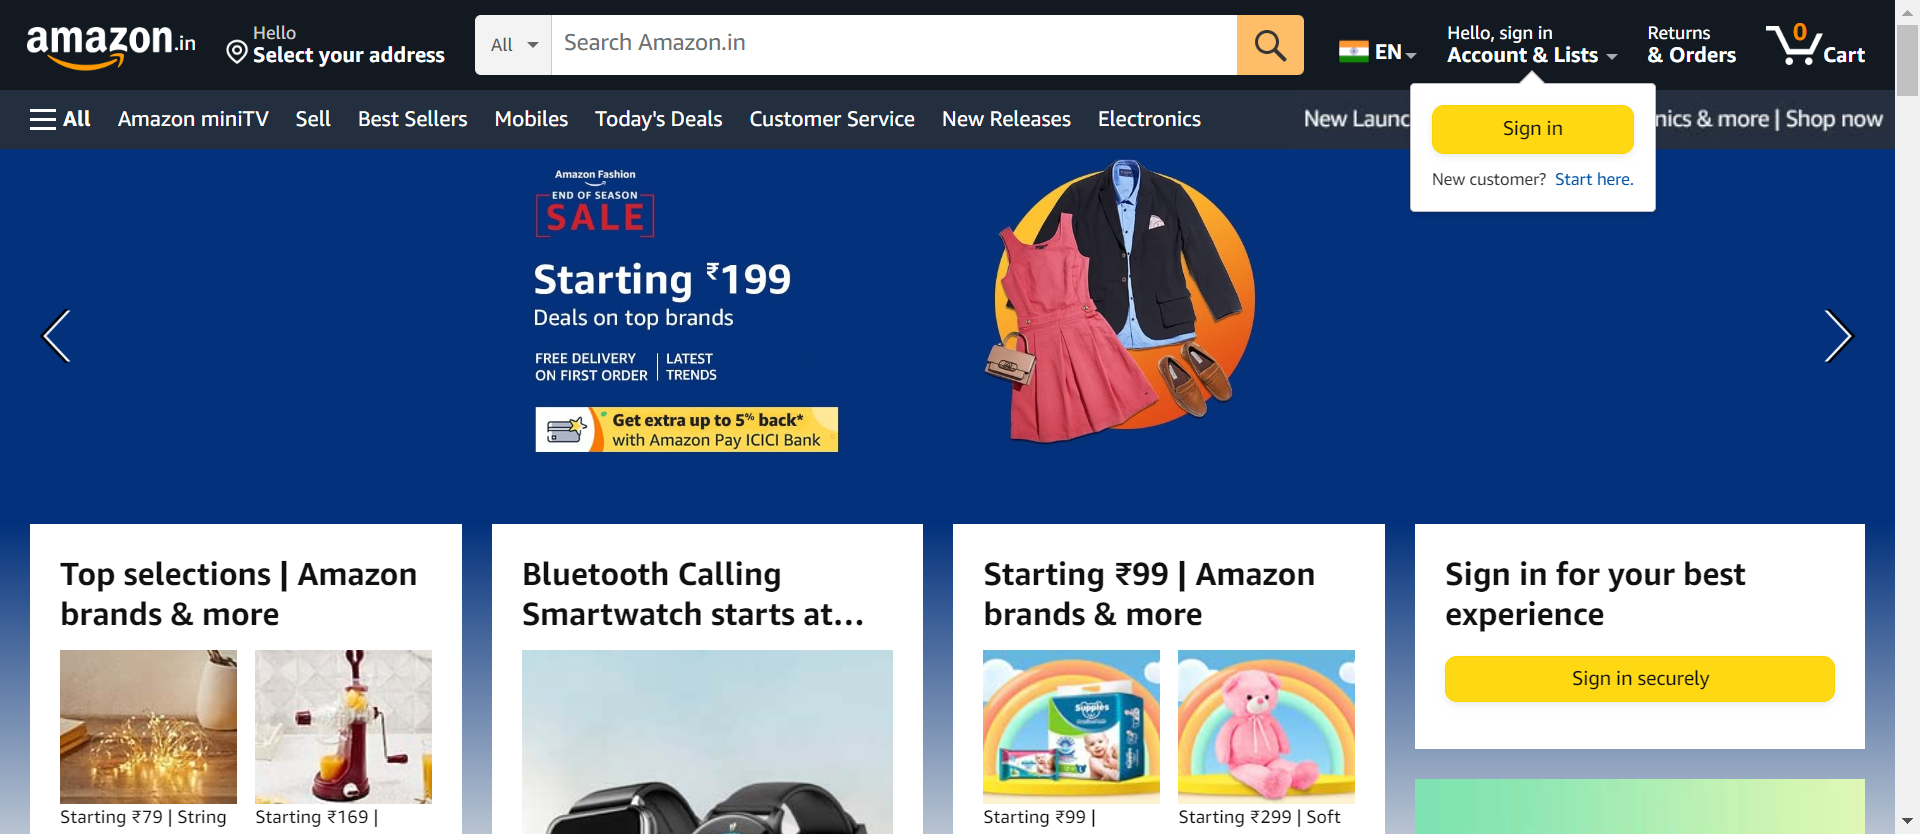 amazon.in
Hello
Select your address
All
Search Amazon.in
EN
Hello, sign in
Account & Lists
Returns
& Orders
0
Cart
All
Amazon miniTV
Sell
Best Sellers
Mobiles
Today's Deals
Customer Service
New Releases
Electronics
New Launc
nics & more | Shop now
Sign in
New customer? Start here.
Amazon Fashion
END OF SEASON
SALE
Starting ₹199
Deals on top brands
FREE DELIVERY
ON FIRST ORDER
LATEST
TRENDS
Get extra up to 5% back*
with Amazon Pay ICICI Bank
Top selections | Amazon
brands & more
Starting ₹79 | String
Starting ₹169 |
Bluetooth Calling
Smartwatch starts at...
Starting ₹99 | Amazon
brands & more
Supples
Starting ₹99 |
Starting ₹299 | Soft
Sign in for your best
experience
Sign in securely